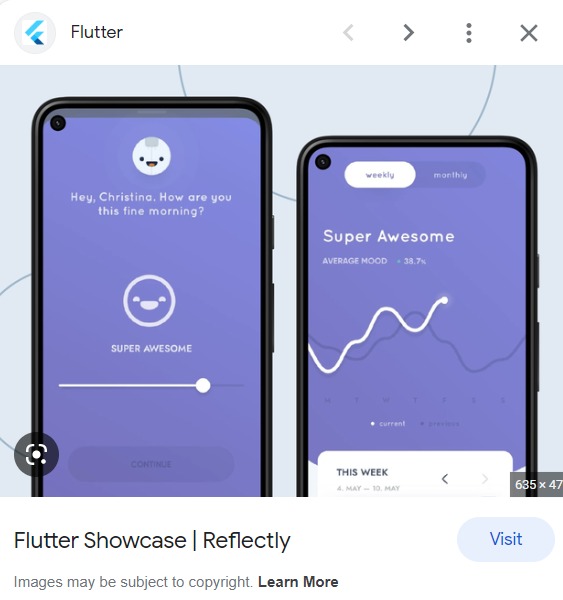 Flutter
Hey, Christina. How are you
this fine morning?
SUPER AWESOME
CONTINUE
weekly monthly
Super Awesome
AVERAGE MOOD 38.7%
M T W T F S S
current previous
THIS WEEK
4. MAY — 10. MAY
635 × 47
Flutter Showcase | Reflectly
Visit
Images may be subject to copyright. Learn More